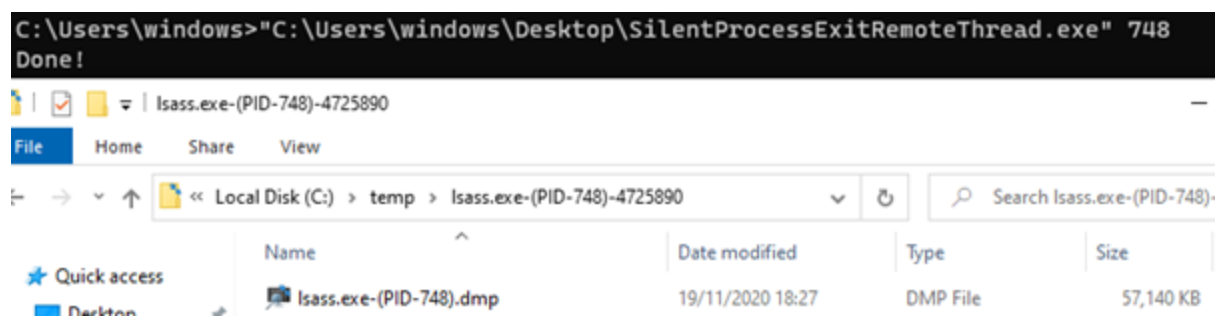 C:\Users\windows>"C:\Users\windows\Desktop\SilentProcessExitRemoteThread.exe" 748
Done!
lsass.exe-(PID-748)-4725890
File Home Share View
« Local Disk (C:) > temp > lsass.exe-(PID-748)-4725890 Search lsass.exe-(PID-748)-
Name Date modified Type Size
Quick access
lsass.exe-(PID-748).dmp 19/11/2020 18:27 DMP File 57,140 KB
Desktop